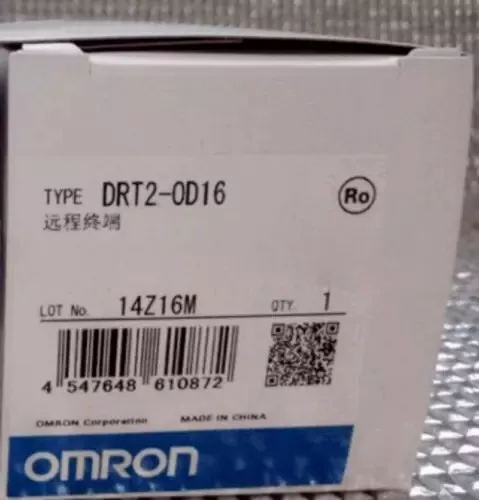 TYPE DRT2-OD16
Ro
远程终端
LOT No. 14Z16M QTY. 1
4 547648 610872
OMRON Corporation MADE IN CHINA
OMRON